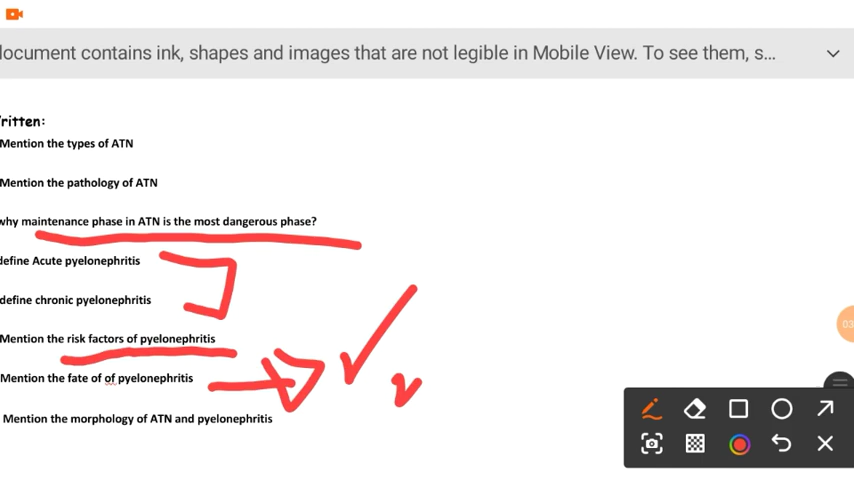 document contains ink, shapes and images that are not legible in Mobile View. To see them, s...
ritten:
Mention the types of ATN
Mention the pathology of ATN
why maintenance phase in ATN is the most dangerous phase?
define Acute pyelonephritis
define chronic pyelonephritis
Mention the risk factors of pyelonephritis
Mention the fate of of pyelonephritis
Mention the morphology of ATN and pyelonephritis
03